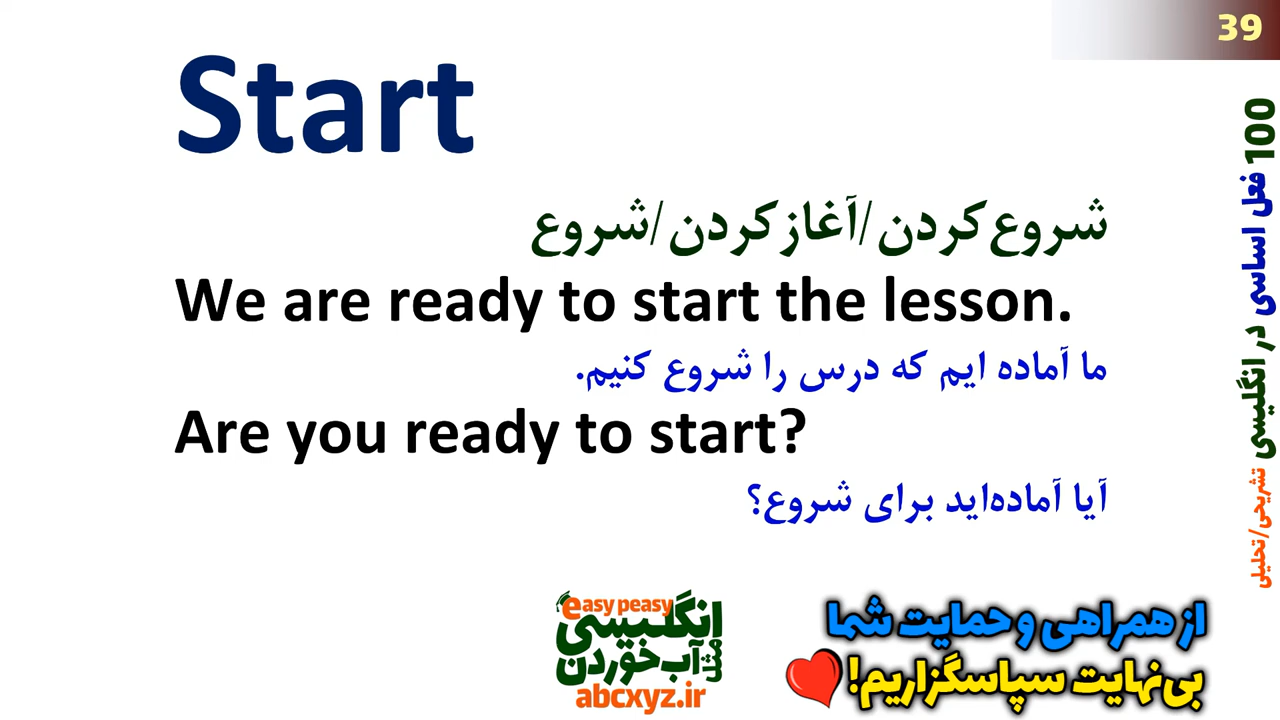 39
Start
شروع کردن/آغاز کردن/شروع
We are ready to start the lesson.
ما آماده ایم که درس را شروع کنیم.
Are you ready to start?
آیا آماده‌اید برای شروع؟
100 فعل اساسی در انگلیسی تشریحی/تحلیلی
easy peasy
انگلیسی
مثل آب خوردن
abcxyz.ir
از همراهی و حمایت شما
بی‌نهایت سپاسگزاریم!